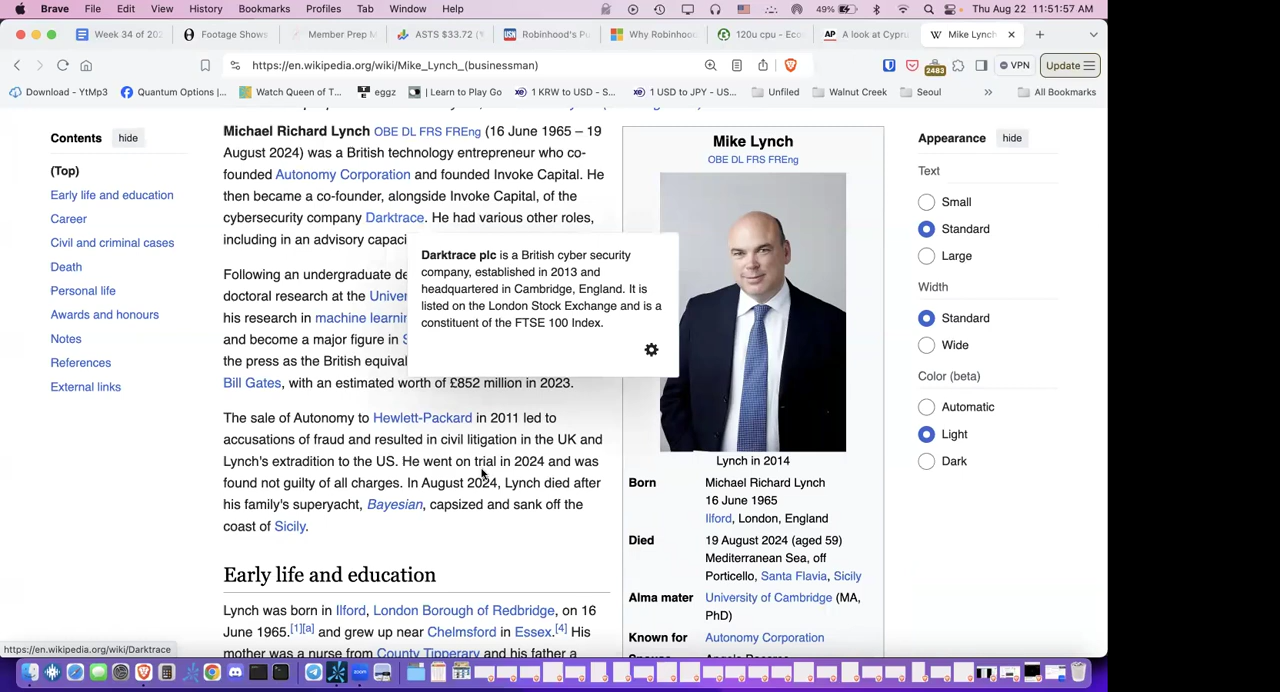 Brave File Edit View History Bookmarks Profiles Tab Window Help 49% Thu Aug 22 11:51:57 AM
Week 34 of 202 Footage Shows Member Prep M ASTS $33.72 ( Robinhood's Pu Why Robinhoo 120u cpu - Eco A look at Cypru Mike Lynch
https://en.wikipedia.org/wiki/Mike_Lynch_(businessman) 2483 VPN Update
Download - YtMp3 Quantum Options |... Watch Queen of T... eggz | Learn to Play Go 1 KRW to USD - S... 1 USD to JPY - US... Unfiled Walnut Creek Seoul » All Bookmarks
Contents hide
(Top)
Early life and education
Career
Civil and criminal cases
Death
Personal life
Awards and honours
Notes
References
External links
Michael Richard Lynch OBE DL FRS FREng (16 June 1965 – 19
August 2024) was a British technology entrepreneur who co-
founded Autonomy Corporation and founded Invoke Capital. He
then became a co-founder, alongside Invoke Capital, of the
cybersecurity company Darktrace. He had various other roles,
including in an advisory capaci
Following an undergraduate de
doctoral research at the Univer
his research in machine learnin
and become a major figure in S
the press as the British equival
Bill Gates, with an estimated worth of £852 million in 2023.
Darktrace plc is a British cyber security
company, established in 2013 and
headquartered in Cambridge, England. It is
listed on the London Stock Exchange and is a
constituent of the FTSE 100 Index.
The sale of Autonomy to Hewlett-Packard in 2011 led to
accusations of fraud and resulted in civil litigation in the UK and
Lynch's extradition to the US. He went on trial in 2024 and was
found not guilty of all charges. In August 2024, Lynch died after
his family's superyacht, Bayesian, capsized and sank off the
coast of Sicily.
Early life and education
Lynch was born in Ilford, London Borough of Redbridge, on 16
June 1965.[1][a] and grew up near Chelmsford in Essex.[4] His
mother was a nurse from County Tipperary and his father a
Mike Lynch
OBE DL FRS FREng
Lynch in 2014
Born Michael Richard Lynch
16 June 1965
Ilford, London, England
Died 19 August 2024 (aged 59)
Mediterranean Sea, off
Porticello, Santa Flavia, Sicily
Alma mater University of Cambridge (MA,
PhD)
Known for Autonomy Corporation
Appearance hide
Text
Small
Standard
Large
Width
Standard
Wide
Color (beta)
Automatic
Light
Dark
https://en.wikipedia.org/wiki/Darktrace